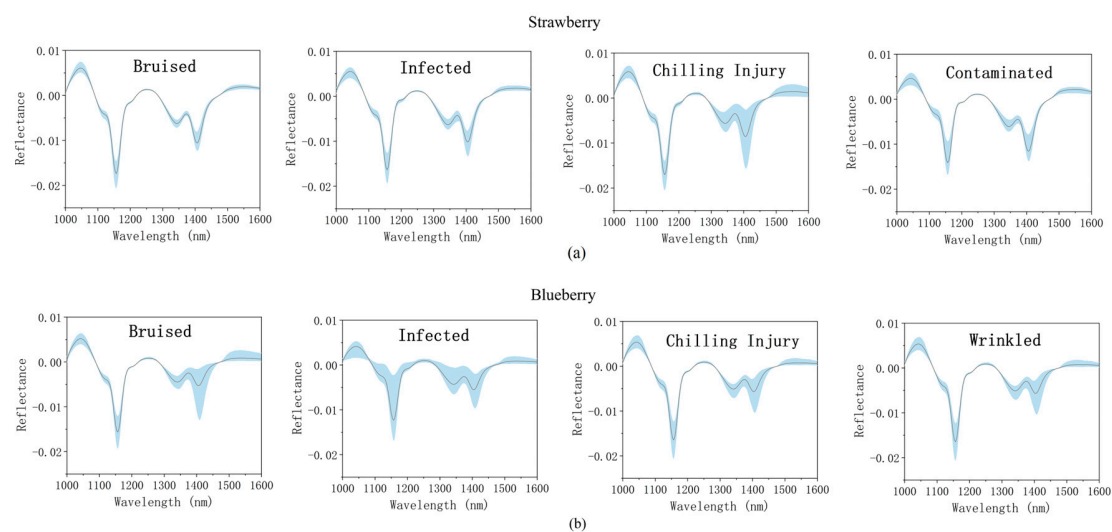 Strawberry
Bruised
0.01
0.00
-0.01
-0.02
Reflectance
1000 1100 1200 1300 1400 1500 1600
Wavelength (nm)
Infected
0.01
0.00
-0.01
-0.02
Reflectance
1000 1100 1200 1300 1400 1500 1600
Wavelength (nm)
Chilling Injury
0.01
0.00
-0.01
-0.02
Reflectance
1000 1100 1200 1300 1400 1500 1600
Wavelength (nm)
Contaminated
0.01
0.00
-0.01
-0.02
Reflectance
1000 1100 1200 1300 1400 1500 1600
Wavelength (nm)
(a)
Blueberry
Bruised
0.01
0.00
-0.01
-0.02
Reflectance
1000 1100 1200 1300 1400 1500 1600
Wavelength (nm)
Infected
0.01
0.00
-0.01
-0.02
Reflectance
1000 1100 1200 1300 1400 1500 1600
Wavelength (nm)
Chilling Injury
0.01
0.00
-0.01
-0.02
Reflectance
1000 1100 1200 1300 1400 1500 1600
Wavelength (nm)
Wrinkled
0.01
0.00
-0.01
-0.02
Reflectance
1000 1100 1200 1300 1400 1500 1600
Wavelength (nm)
(b)